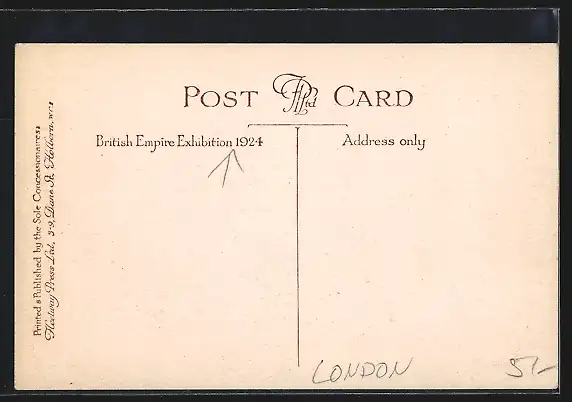 POST FPLtd CARD
British Empire Exhibition 1924
Address only
Printed & Published by the Sole Concessionaires
Fleetway Press Ltd, 3-9, Dane St. Holborn, W.C.1
LONDON
5/-